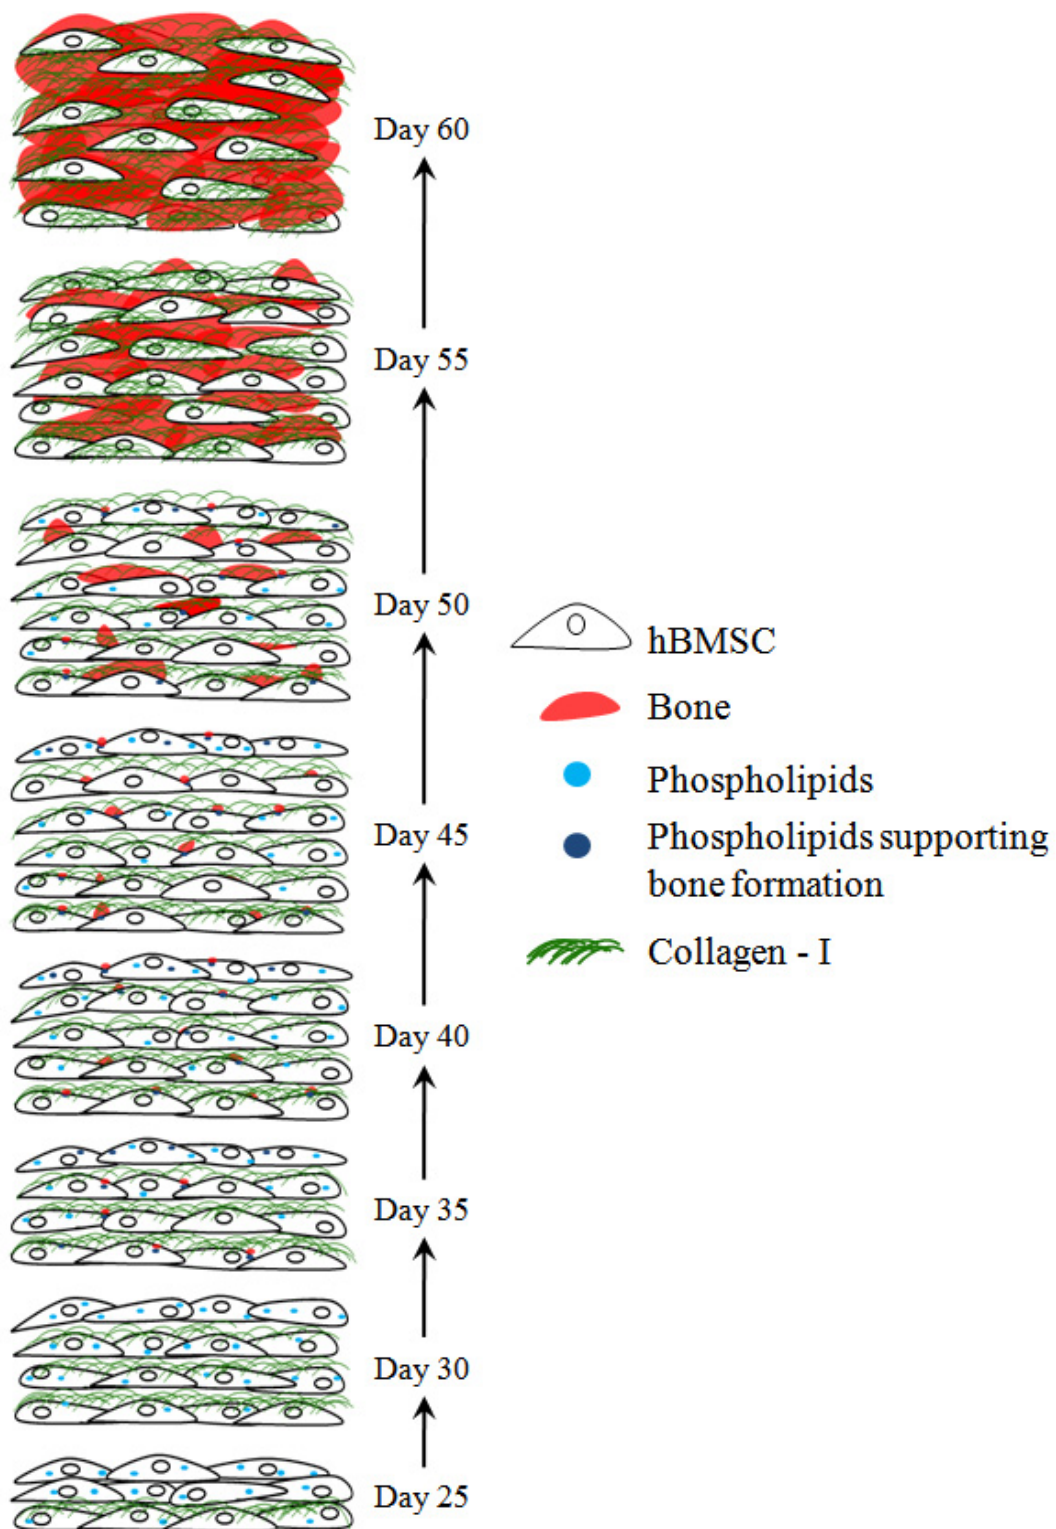 Day 60
Day 55
Day 50
hBMSC
Bone
Phospholipids
Day 45
Phospholipids supporting
bone formation
Collagen - I
Day 40
Day 35
Day 30
Day 25